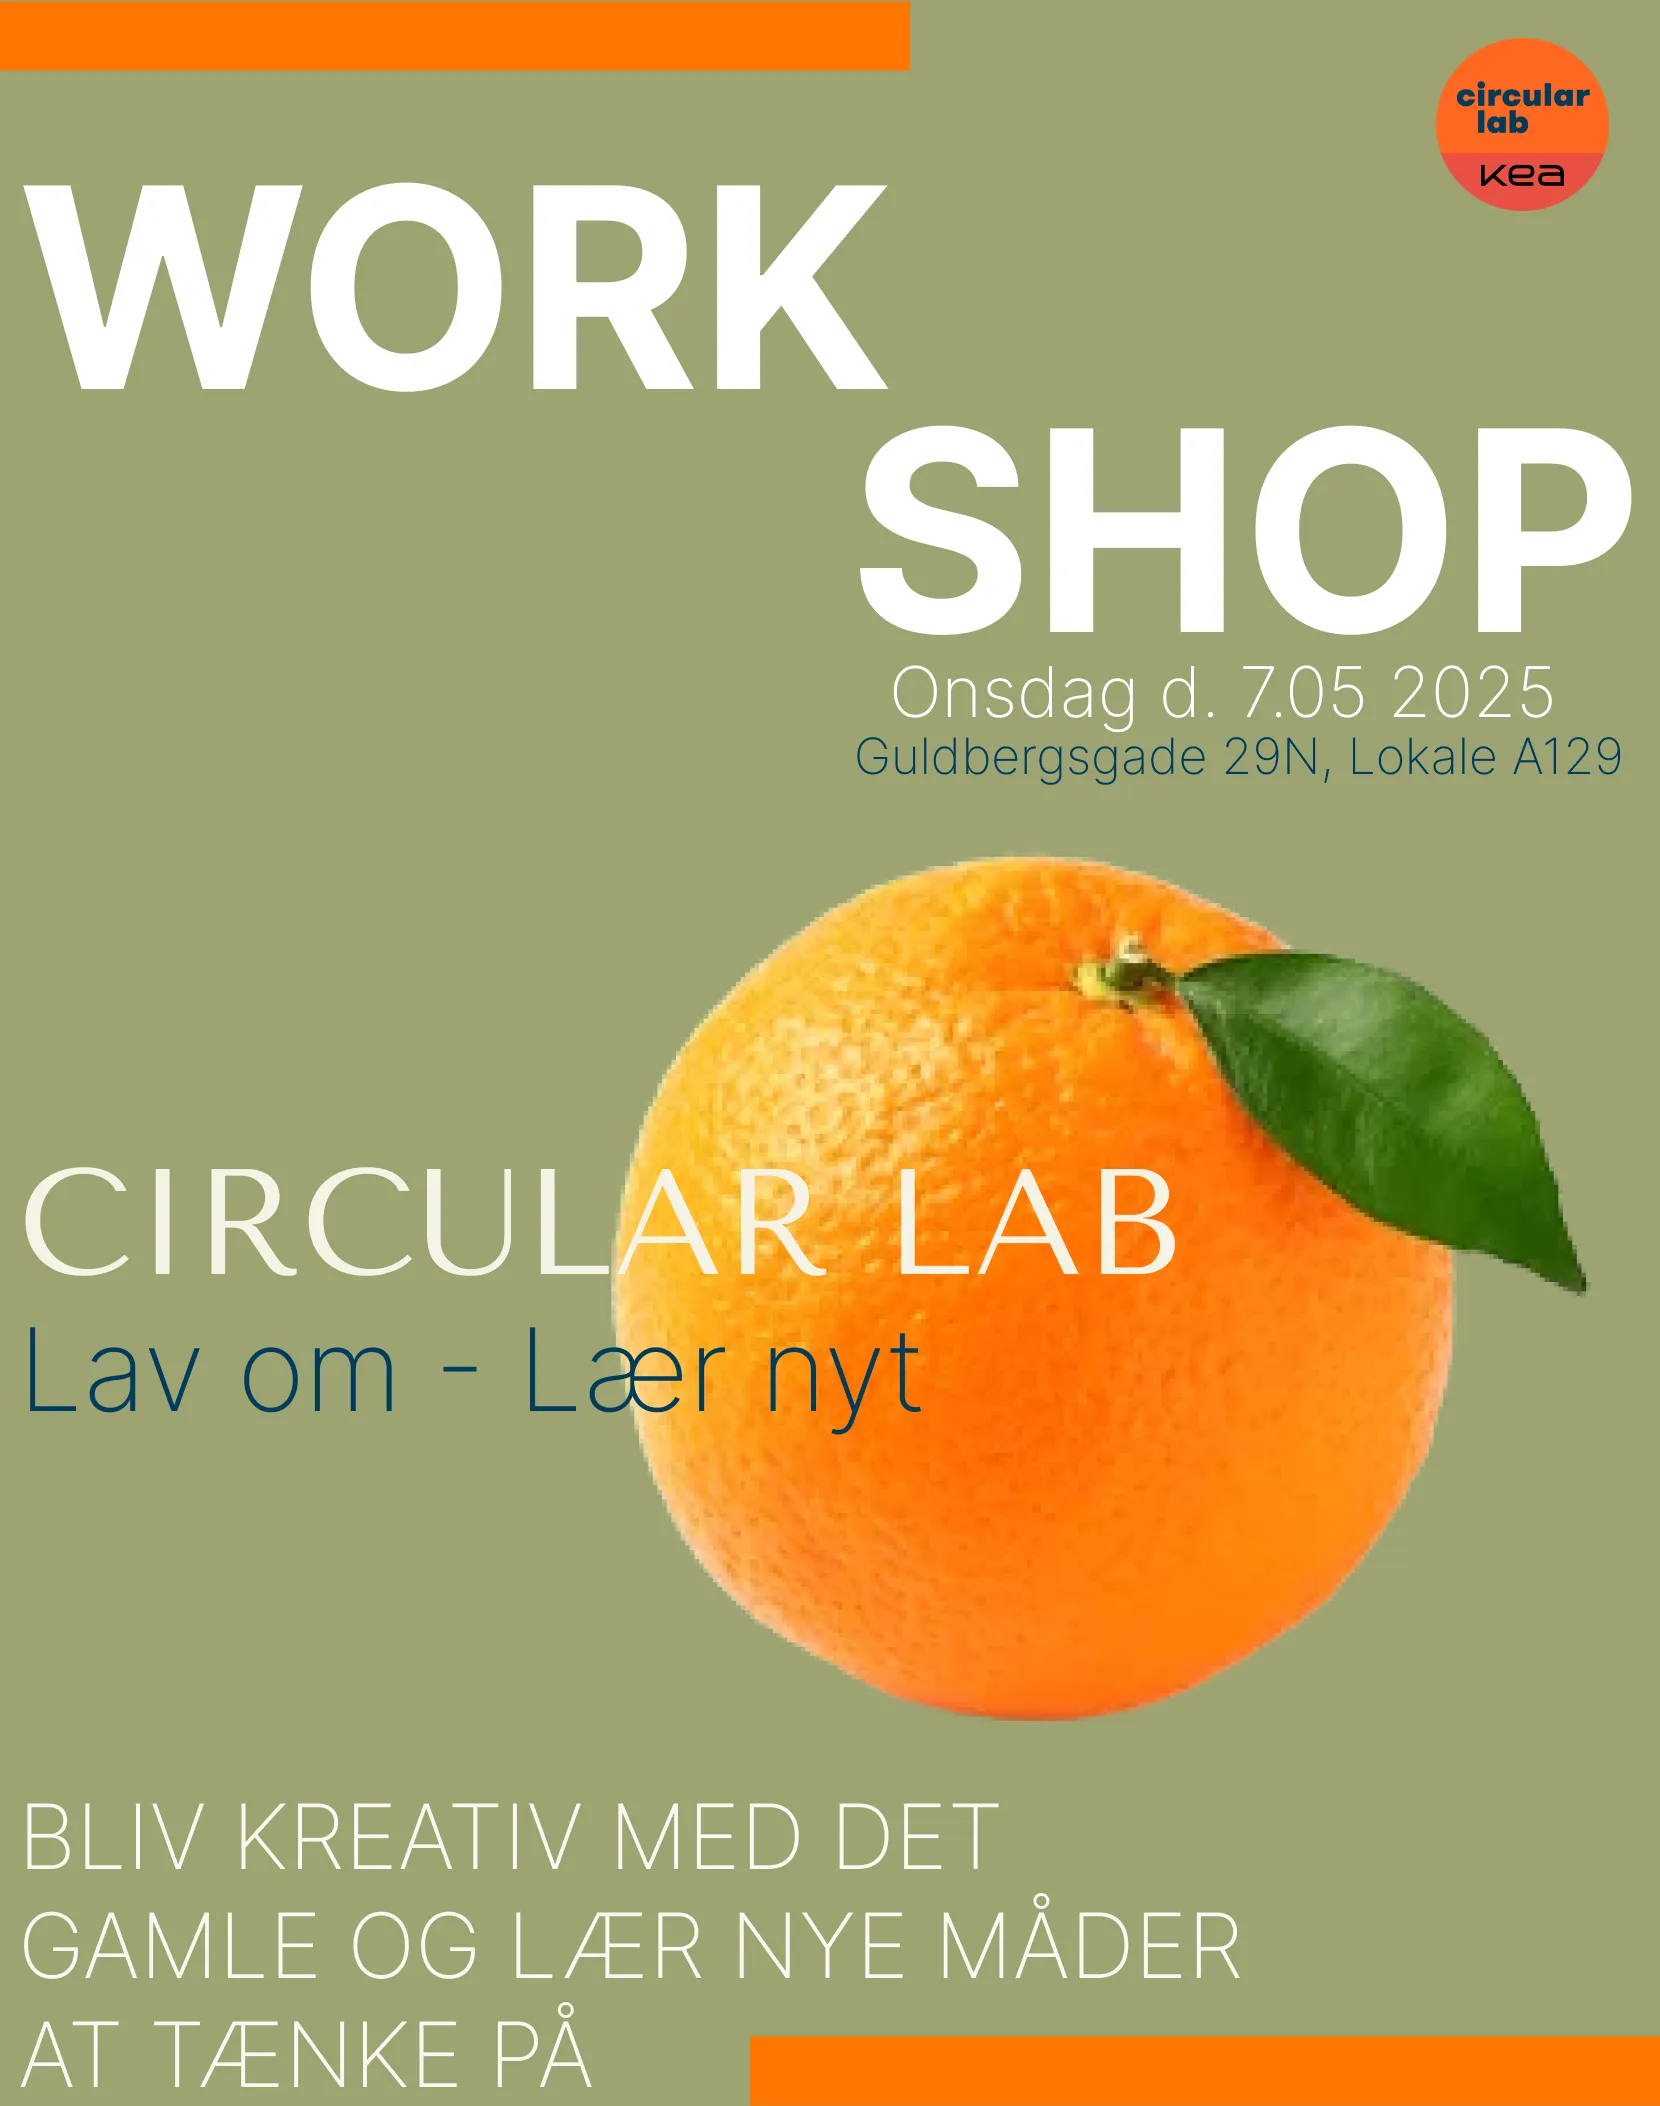 circular
lab
kea
WORK
SHOP
Onsdag d. 7.05 2025
Guldbergsgade 29N, Lokale A129
CIRCULAR LAB
Lav om - Lær nyt
BLIV KREATIV MED DET
GAMLE OG LÆR NYE MÅDER
AT TÆNKE PÅ